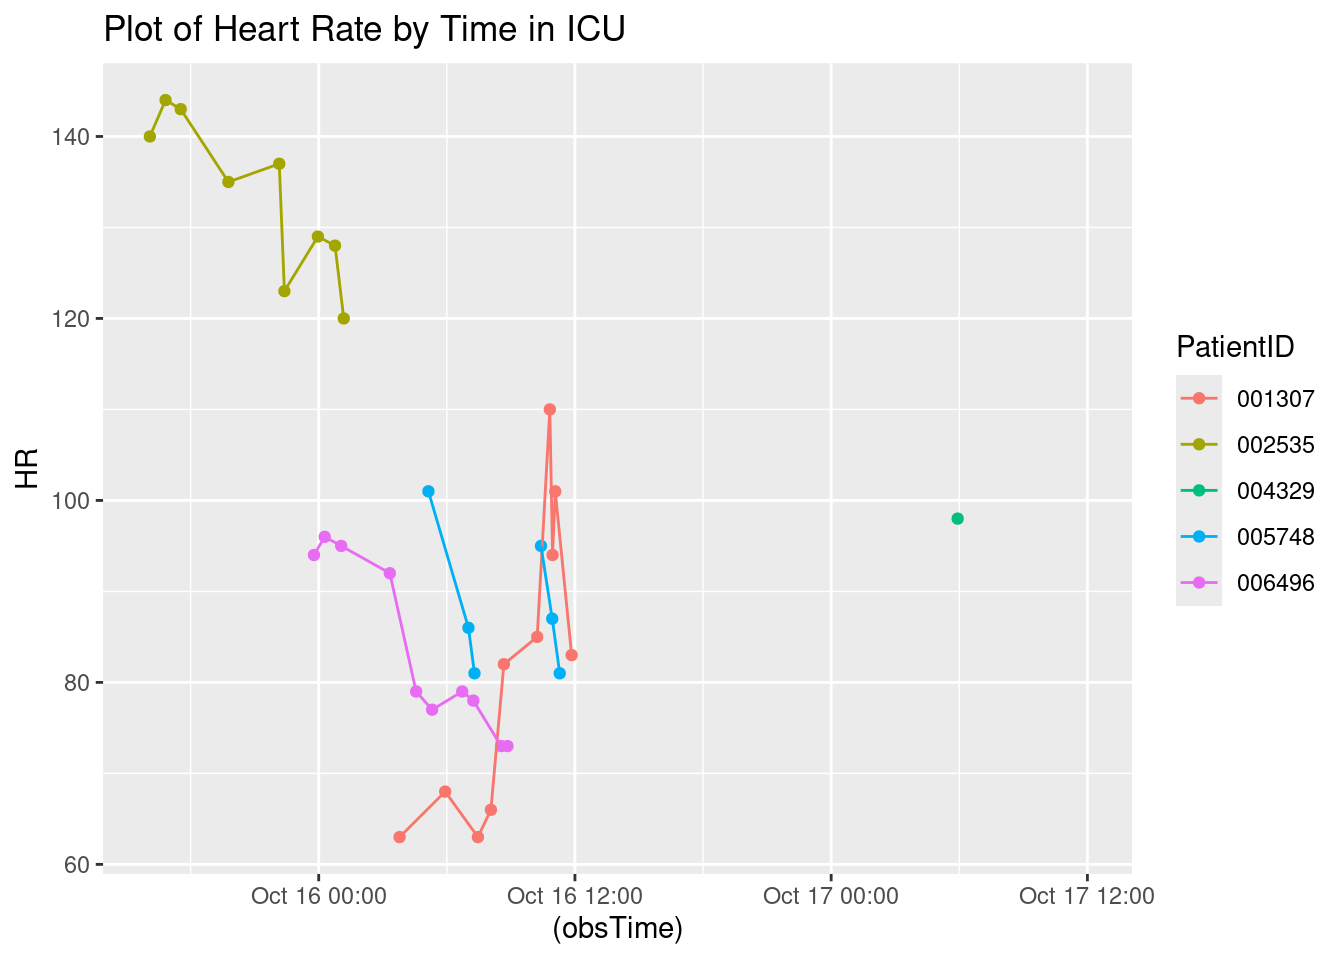 Plot of Heart Rate by Time in ICU
140
120
100
80
60
HR
Oct 16 00:00
Oct 16 12:00
Oct 17 00:00
Oct 17 12:00
(obsTime)
PatientID
001307
002535
004329
005748
006496